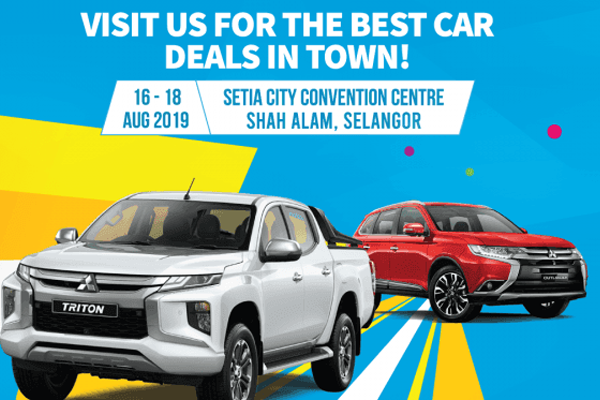 VISIT US FOR THE BEST CAR
DEALS IN TOWN!
16 - 18
AUG 2019
SETIA CITY CONVENTION CENTRE
SHAH ALAM, SELANGOR
TRITON
OUTLANDER